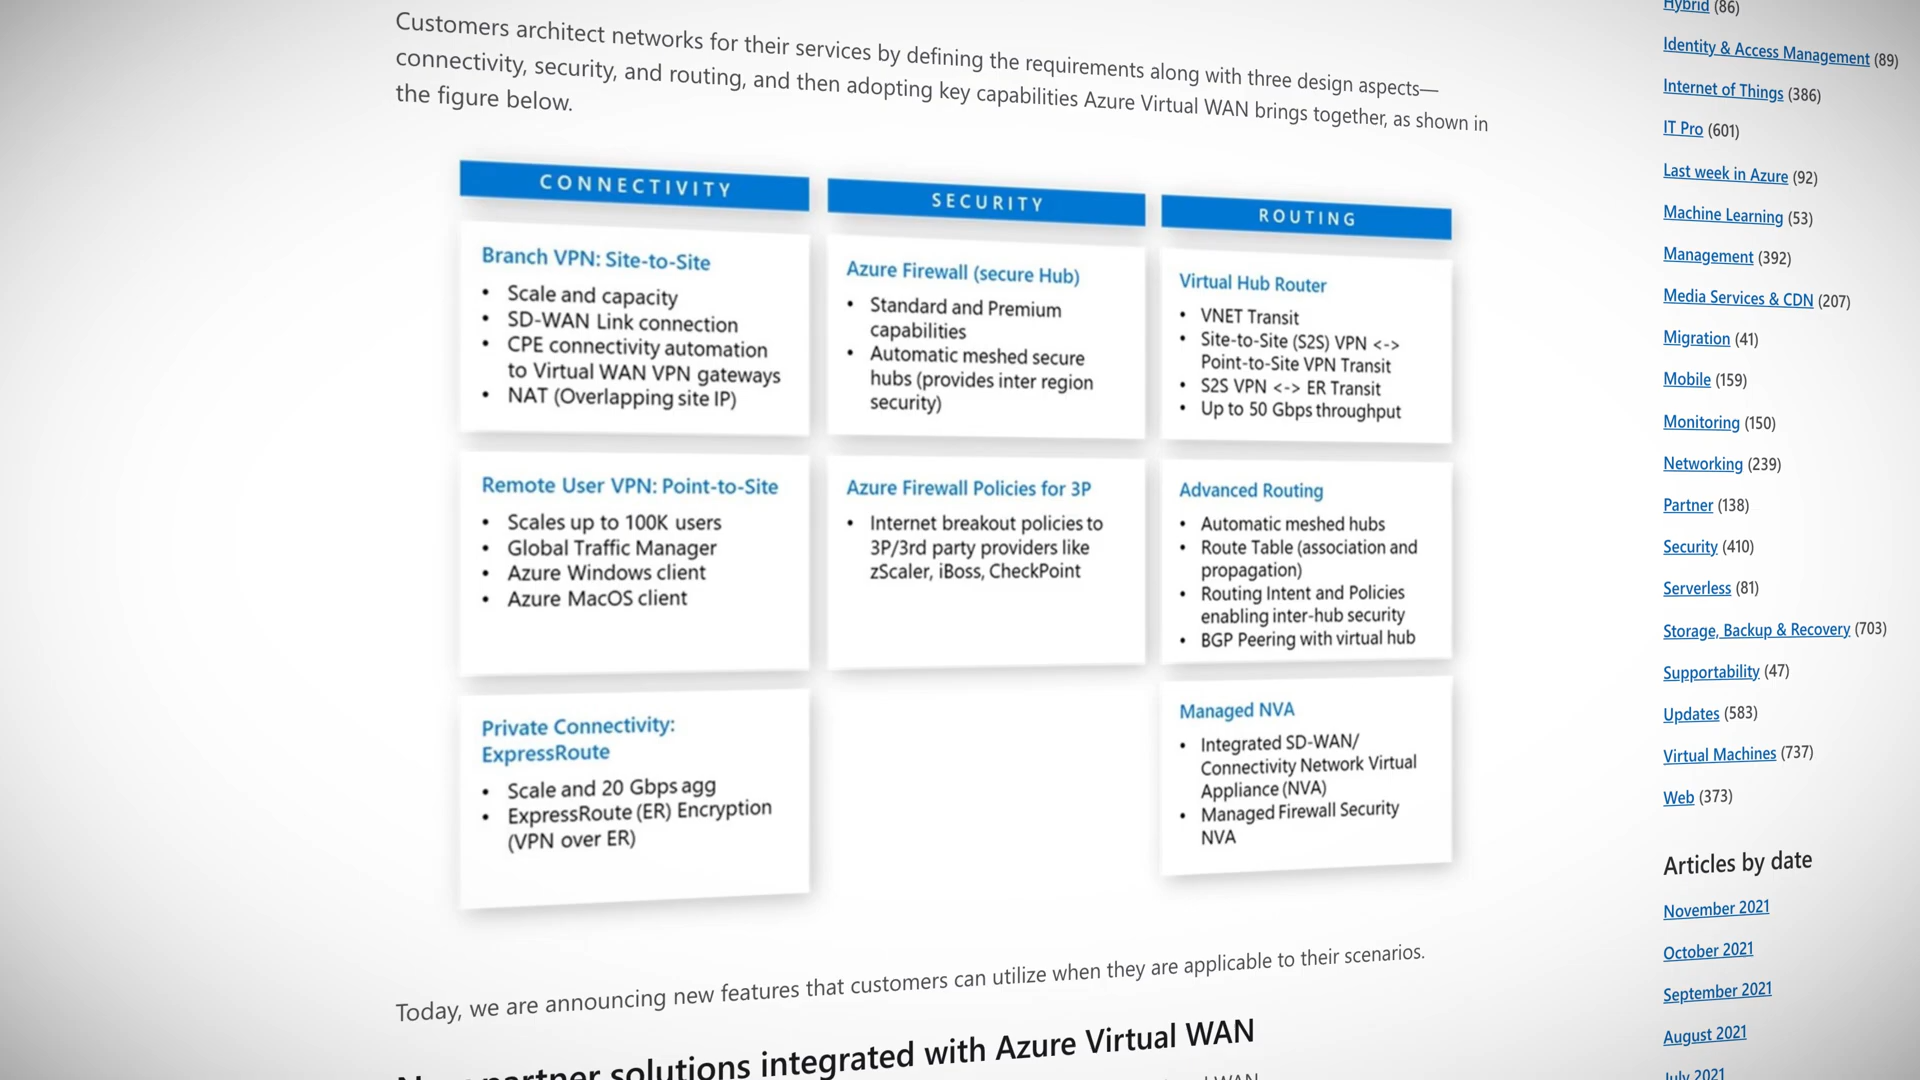 Customers architect networks for their services by defining the requirements along with three design aspects—
connectivity, security, and routing, and then adopting key capabilities Azure Virtual WAN brings together, as shown in
the figure below.
CONNECTIVITY
Branch VPN: Site-to-Site
• Scale and capacity
• SD-WAN Link connection
• CPE connectivity automation
to Virtual WAN VPN gateways
• NAT (Overlapping site IP)
Remote User VPN: Point-to-Site
• Scales up to 100K users
• Global Traffic Manager
• Azure Windows client
• Azure MacOS client
Private Connectivity:
ExpressRoute
• Scale and 20 Gbps agg
• ExpressRoute (ER) Encryption
(VPN over ER)
SECURITY
Azure Firewall (secure Hub)
• Standard and Premium
capabilities
• Automatic meshed secure
hubs (provides inter region
security)
Azure Firewall Policies for 3P
• Internet breakout policies to
3P/3rd party providers like
zScaler, iBoss, CheckPoint
ROUTING
Virtual Hub Router
• VNET Transit
• Site-to-Site (S2S) VPN <->
Point-to-Site VPN Transit
• S2S VPN <-> ER Transit
• Up to 50 Gbps throughput
Advanced Routing
• Automatic meshed hubs
• Route Table (association and
propagation)
• Routing Intent and Policies
enabling inter-hub security
• BGP Peering with virtual hub
Managed NVA
• Integrated SD-WAN/
Connectivity Network Virtual
Appliance (NVA)
• Managed Firewall Security
NVA
Today, we are announcing new features that customers can utilize when they are applicable to their scenarios.
partner solutions integrated with Azure Virtual WAN
WAN
Hybrid (86)
Identity & Access Management (89)
Internet of Things (386)
IT Pro (601)
Last week in Azure (92)
Machine Learning (53)
Management (392)
Media Services & CDN (207)
Migration (41)
Mobile (159)
Monitoring (150)
Networking (239)
Partner (138)
Security (410)
Serverless (81)
Storage, Backup & Recovery (703)
Supportability (47)
Updates (583)
Virtual Machines (737)
Web (373)
Articles by date
November 2021
October 2021
September 2021
August 2021
July 2021